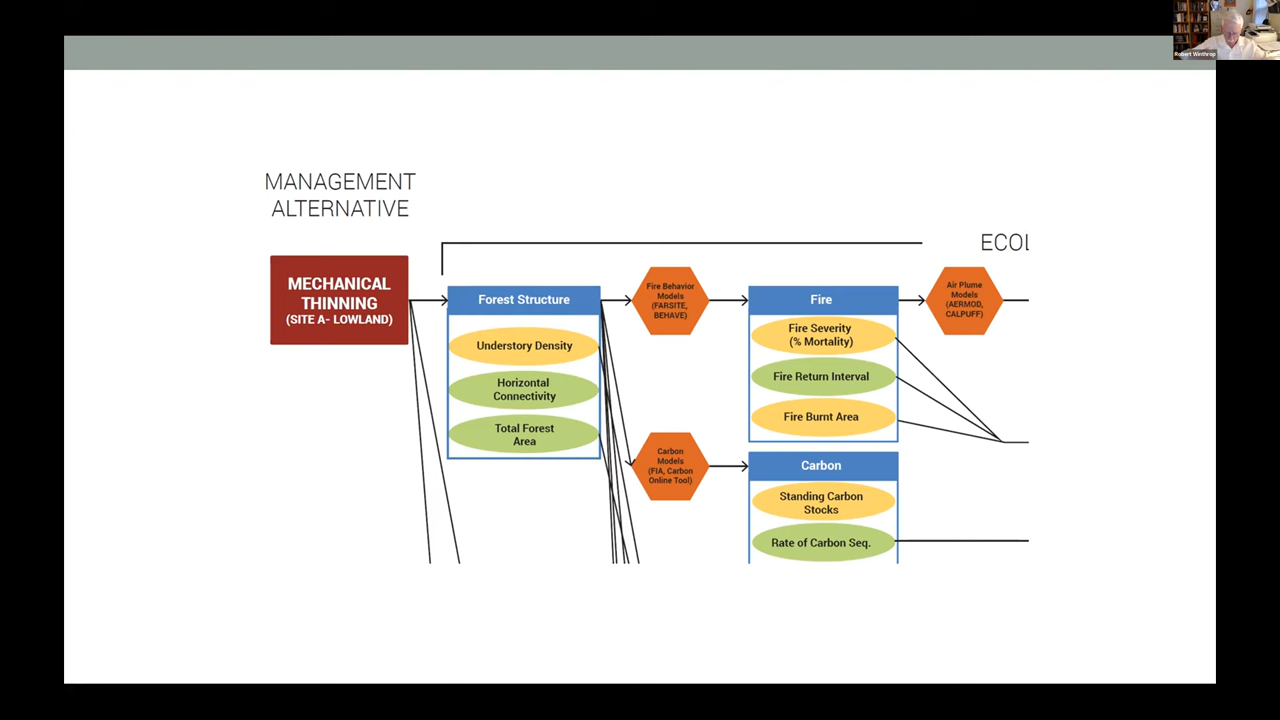 Robert Winthrop
MANAGEMENT
ALTERNATIVE
ECOL
MECHANICAL
THINNING
(SITE A- LOWLAND)
Forest Structure
Understory Density
Horizontal
Connectivity
Total Forest
Area
Fire Behavior
Models
(FARSITE,
BEHAVE)
Carbon
Models
(FIA, Carbon
Online Tool)
Fire
Fire Severity
(% Mortality)
Fire Return Interval
Fire Burnt Area
Carbon
Standing Carbon
Stocks
Rate of Carbon Seq.
Air Plume
Models
(AERMOD,
CALPUFF)